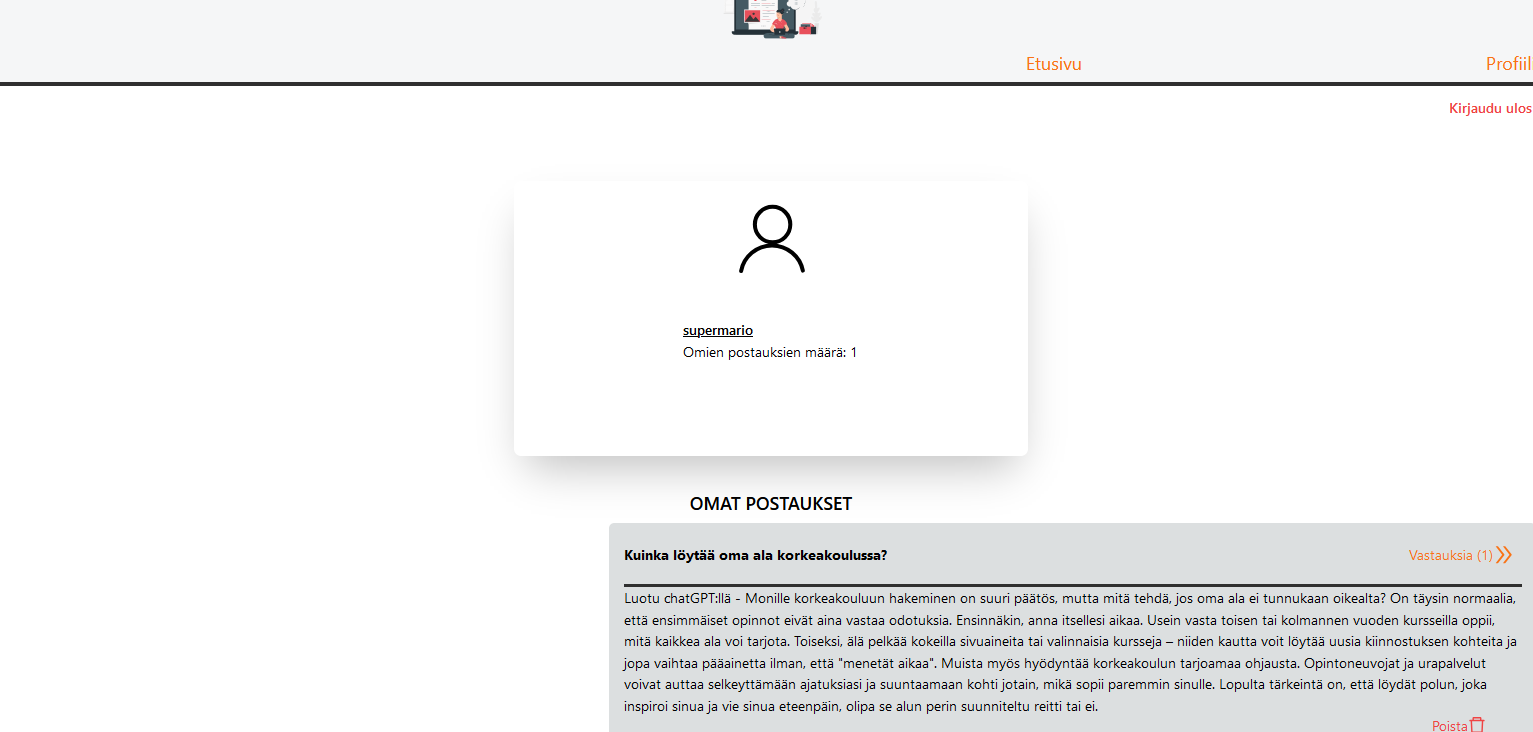 Etusivu
Profiili
Kirjaudu ulos
supermario
Omien postauksien määrä: 1
OMAT POSTAUKSET
Kuinka löytää oma ala korkeakoulussa?
Vastauksia (1)
Luotu chatGPT:llä - Monille korkeakouluun hakeminen on suuri päätös, mutta mitä tehdä, jos oma ala ei tunnukaan oikealta? On täysin normaalia,
että ensimmäiset opinnot eivät aina vastaa odotuksia. Ensinnäkin, anna itsellesi aikaa. Usein vasta toisen tai kolmannen vuoden kursseilla oppii,
mitä kaikkea ala voi tarjota. Toiseksi, älä pelkää kokeilla sivuaineita tai valinnaisia kursseja – niiden kautta voit löytää uusia kiinnostuksen kohteita ja
jopa vaihtaa pääainetta ilman, että "menetät aikaa". Muista myös hyödyntää korkeakoulun tarjoamaa ohjausta. Opintoneuvojat ja urapalvelut
voivat auttaa selkeyttämään ajatuksiasi ja suuntaamaan kohti jotain, mikä sopii paremmin sinulle. Lopulta tärkeintä on, että löydät polun, joka
inspiroi sinua ja vie sinua eteenpäin, olipa se alun perin suunniteltu reitti tai ei.
Poista